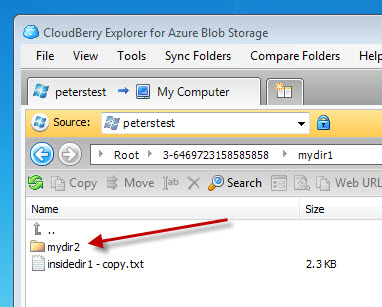 CloudBerry Explorer for Azure Blob Storage
File View Tools Sync Folders Compare Folders Help
peterstest → My Computer
Source: peterstest
Root 3-6469723158585858 mydir1
Copy Move Search Web URL
Name Size
..
mydir2
insidedir1 - copy.txt 2.3 KB